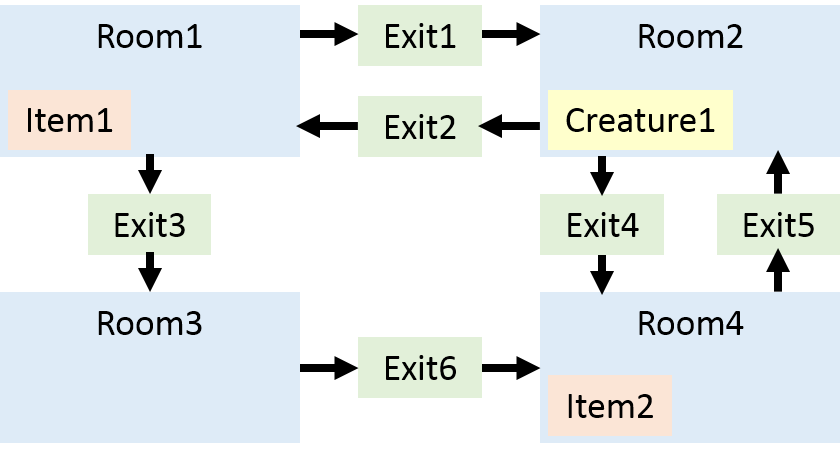 Room1
Exit1
Room2
Item1
Exit2
Creature1
Exit3
Exit4
Exit5
Room3
Room4
Exit6
Item2